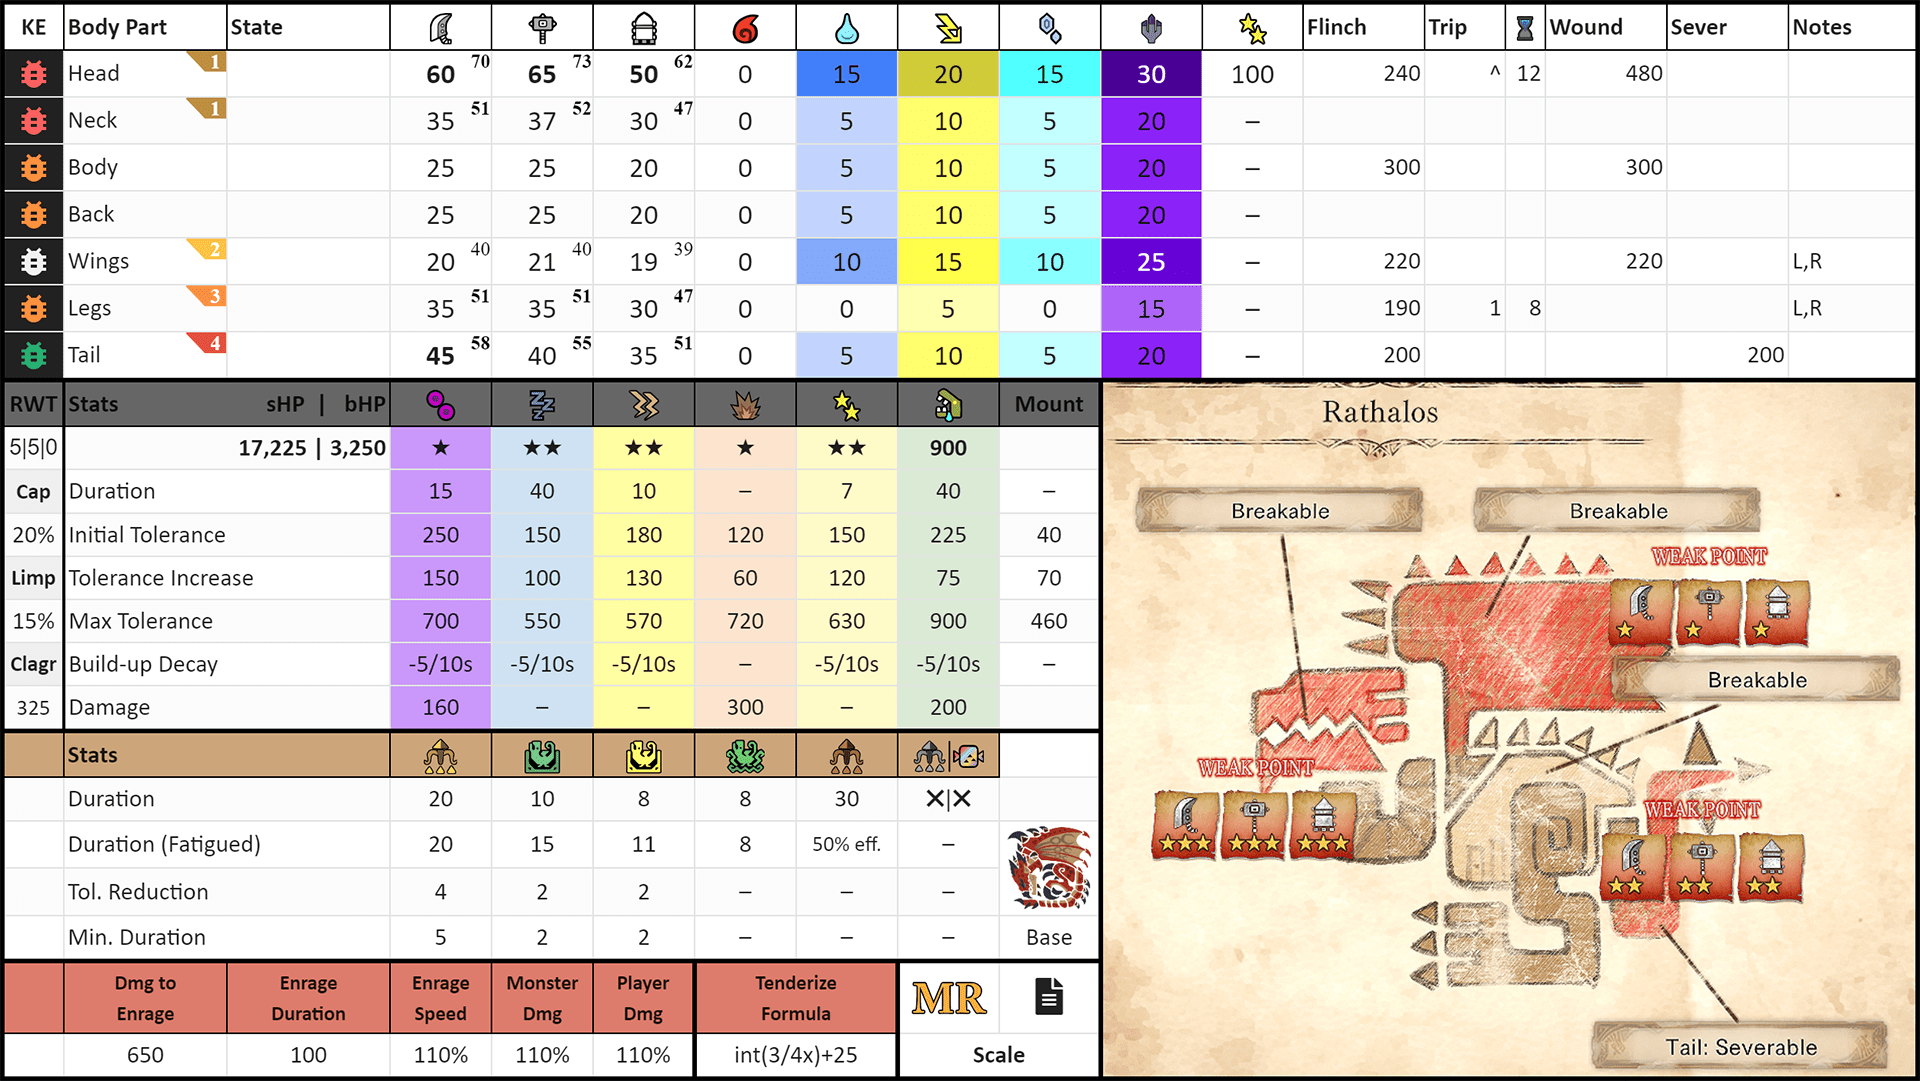 KE Body Part State Flinch Trip Wound Sever Notes
Head 1 60 70 65 73 50 62 0 15 20 15 30 100 240 ^ 12 480
Neck 1 35 51 37 52 30 47 0 5 10 5 20 –
Body 25 25 20 0 5 10 5 20 – 300 300
Back 25 25 20 0 5 10 5 20 –
Wings 2 20 40 21 40 19 39 0 10 15 10 25 – 220 220 L,R
Legs 3 35 51 35 51 30 47 0 0 5 0 15 – 190 1 8 L,R
Tail 4 45 58 40 55 35 51 0 5 10 5 20 – 200 200
RWT Stats sHP | bHP Mount
5|5|0 17,225 | 3,250 ★ ★★ ★★ ★ ★★ 900
Cap Duration 15 40 10 – 7 40 –
20% Initial Tolerance 250 150 180 120 150 225 40
Limp Tolerance Increase 150 100 130 60 120 75 70
15% Max Tolerance 700 550 570 720 630 900 460
Clagr Build-up Decay -5/10s -5/10s -5/10s – -5/10s -5/10s –
325 Damage 160 – – 300 – 200
Stats
Duration 20 10 8 8 30 ✕|✕
Duration (Fatigued) 20 15 11 8 50% eff. –
Tol. Reduction 4 2 2 – – –
Min. Duration 5 2 2 – – – Base
Dmg to Enrage Enrage Duration Enrage Speed Monster Dmg Player Dmg Tenderize Formula MR
650 100 110% 110% 110% int(3/4x)+25 Scale
Rathalos
Breakable
Breakable
WEAK POINT
Breakable
WEAK POINT
WEAK POINT
Tail: Severable